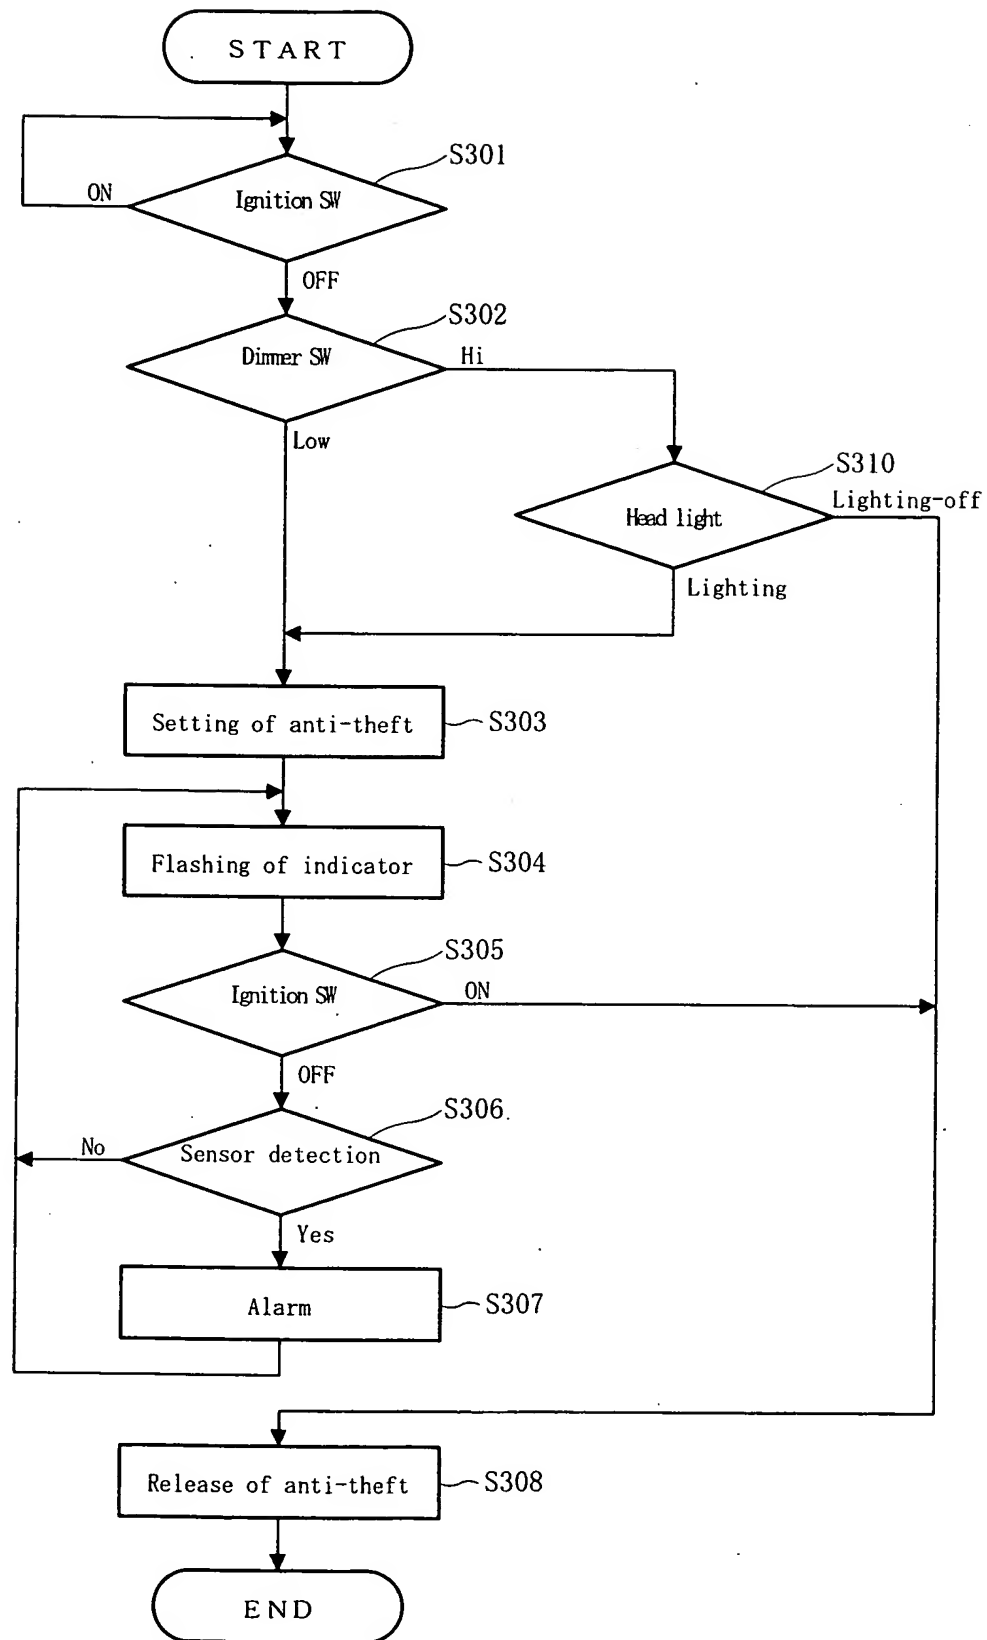 START
S301
ON
Ignition SW
OFF
S302
Dimmer SW
Hi
Low
S310
Lighting-off
Head light
Lighting
Setting of anti-theft
S303
Flashing of indicator
S304
S305
Ignition SW
ON
OFF
S306
No
Sensor detection
Yes
Alarm
S307
Release of anti-theft
S308
END